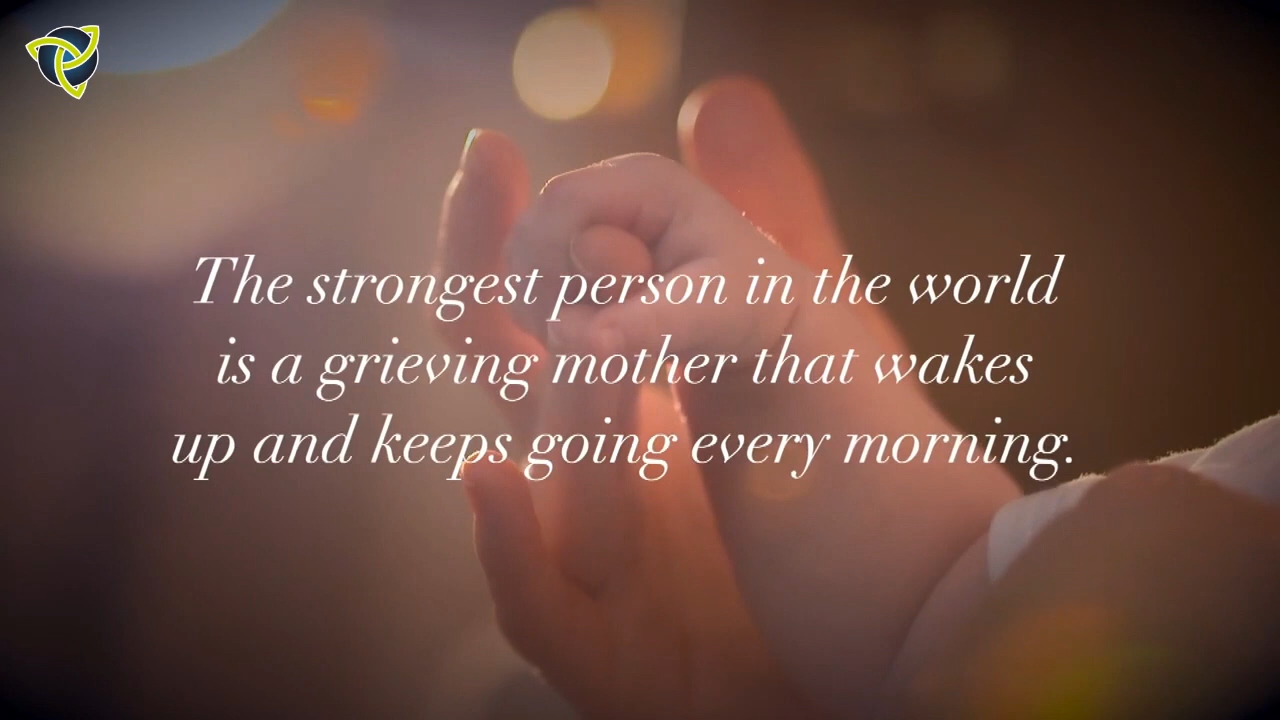 The strongest person in the world
is a grieving mother that wakes
up and keeps going every morning.